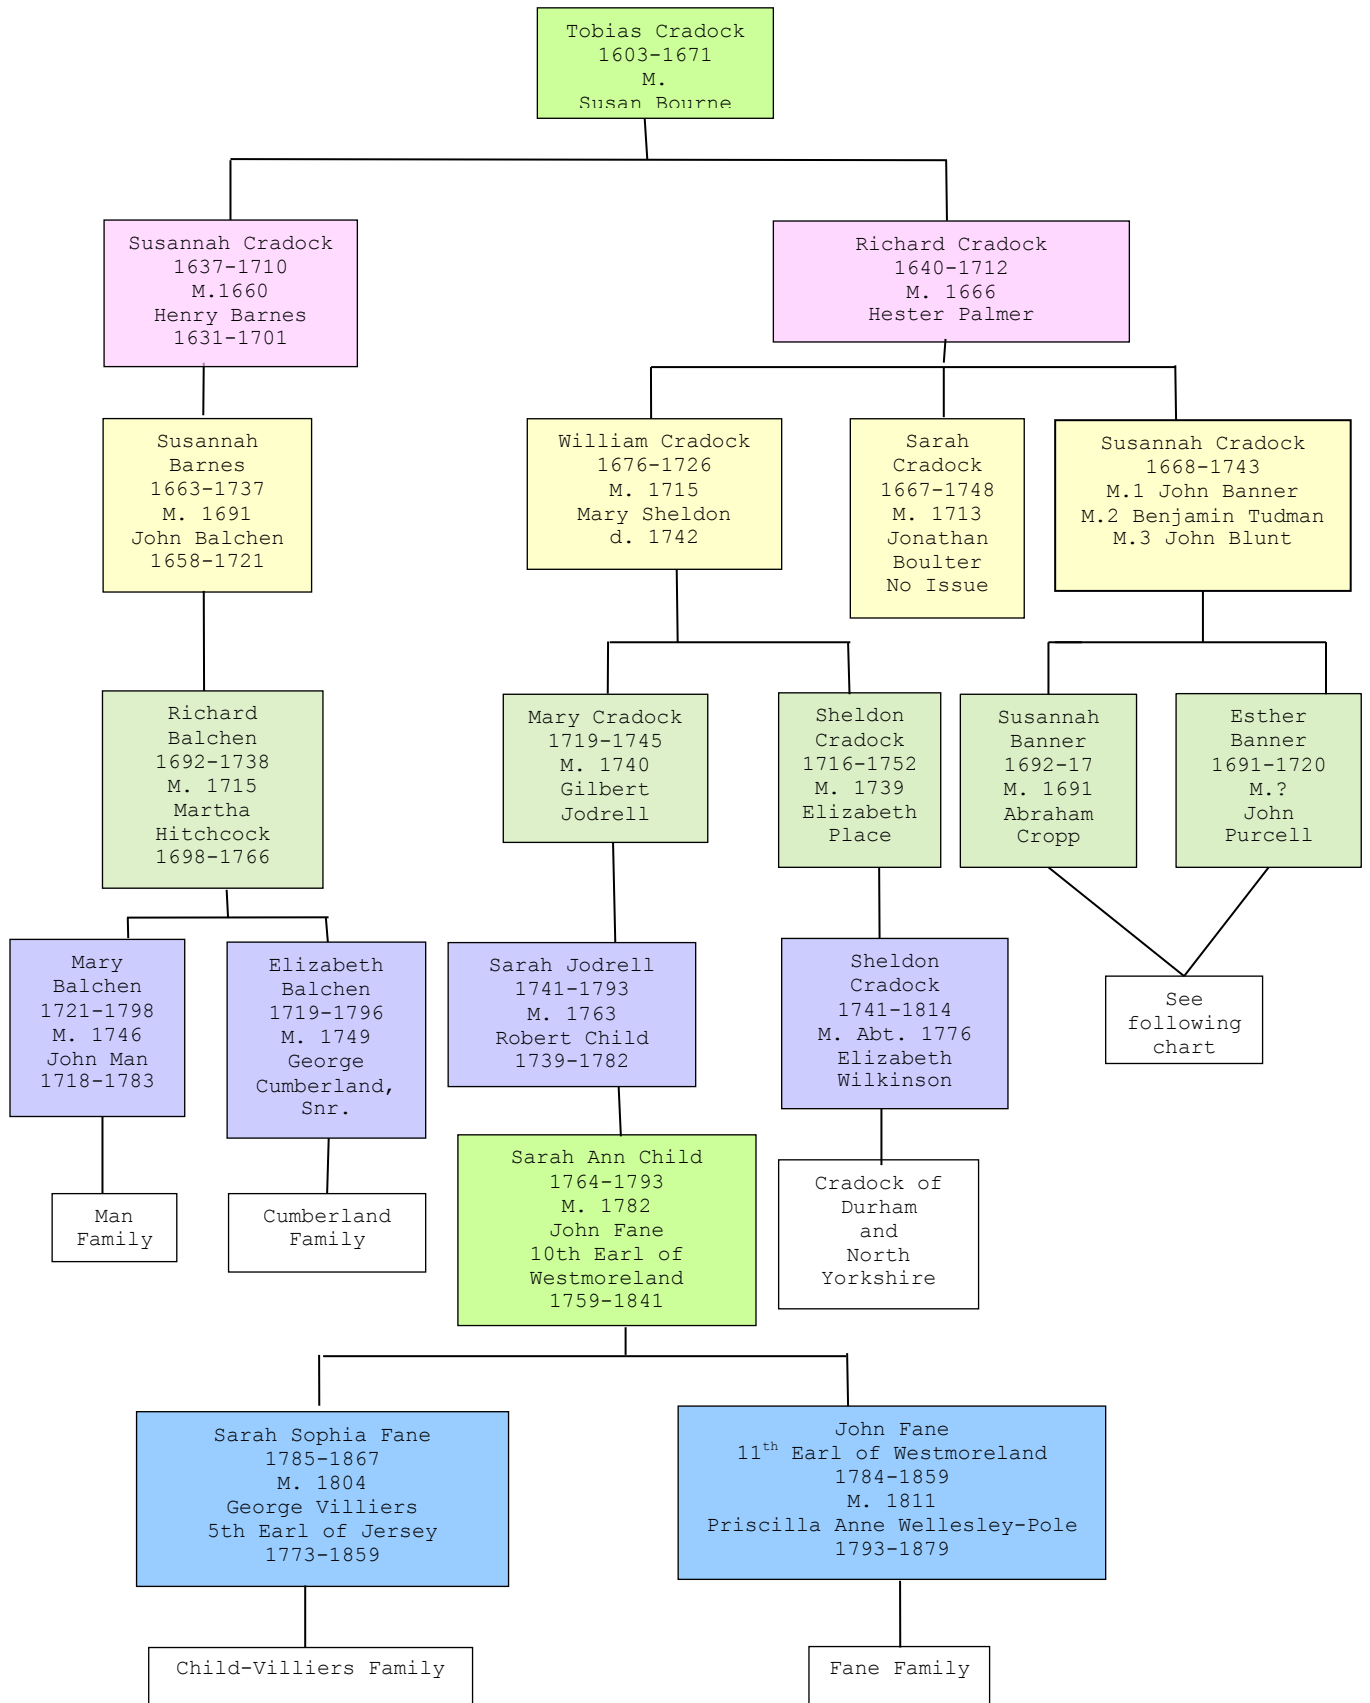 Tobias Cradock
1603-1671
M.
Susan Bourne
Susannah Cradock
1637-1710
M.1660
Henry Barnes
1631-1701
Richard Cradock
1640-1712
M. 1666
Hester Palmer
Susannah
Barnes
1663-1737
M. 1691
John Balchen
1658-1721
William Cradock
1676-1726
M. 1715
Mary Sheldon
d. 1742
Sarah
Cradock
1667-1748
M. 1713
Jonathan
Boulter
No Issue
Susannah Cradock
1668-1743
M.1 John Banner
M.2 Benjamin Tudman
M.3 John Blunt
Richard
Balchen
1692-1738
M. 1715
Martha
Hitchcock
1698-1766
Mary Cradock
1719-1745
M. 1740
Gilbert
Jodrell
Sheldon
Cradock
1716-1752
M. 1739
Elizabeth
Place
Susannah
Banner
1692-17
M. 1691
Abraham
Cropp
Esther
Banner
1691-1720
M.?
John
Purcell
Mary
Balchen
1721-1798
M. 1746
John Man
1718-1783
Elizabeth
Balchen
1719-1796
M. 1749
George
Cumberland,
Snr.
Sarah Jodrell
1741-1793
M. 1763
Robert Child
1739-1782
Sheldon
Cradock
1741-1814
M. Abt. 1776
Elizabeth
Wilkinson
See
following
chart
Man
Family
Cumberland
Family
Sarah Ann Child
1764-1793
M. 1782
John Fane
10th Earl of
Westmoreland
1759-1841
Cradock of
Durham
and
North
Yorkshire
Sarah Sophia Fane
1785-1867
M. 1804
George Villiers
5th Earl of Jersey
1773-1859
John Fane
11th Earl of Westmoreland
1784-1859
M. 1811
Priscilla Anne Wellesley-Pole
1793-1879
Child-Villiers Family
Fane Family